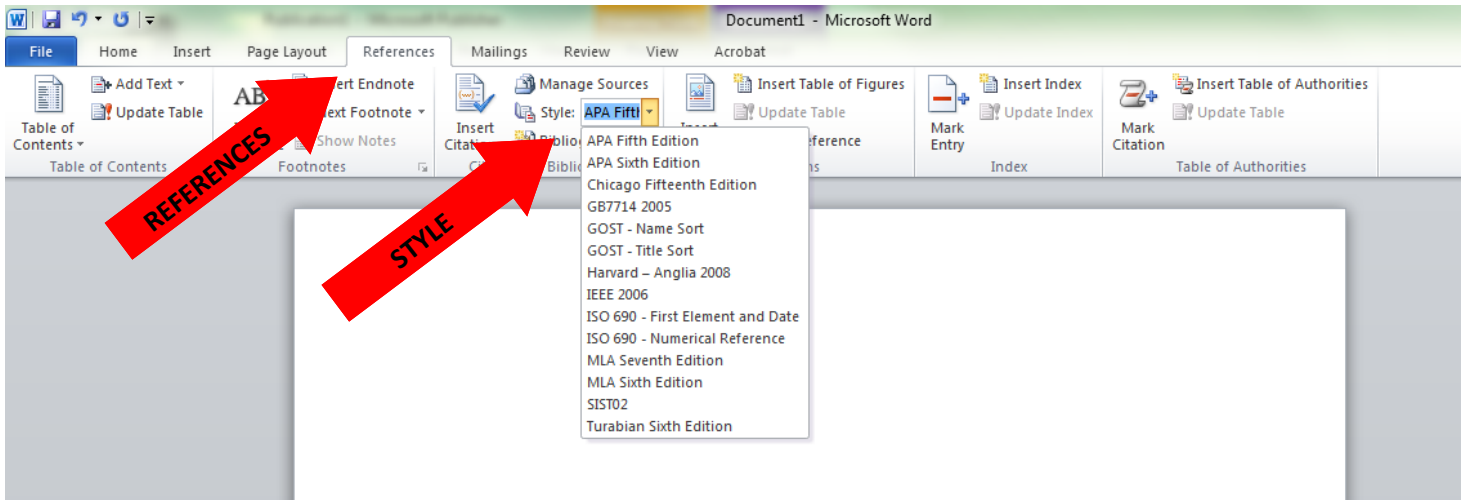 Document1 - Microsoft Word
File Home Insert Page Layout References Mailings Review View Acrobat
Table of Contents
Add Text
Update Table
Table of Contents
AB
ert Endnote
ext Footnote
Show Notes
Footnotes
Insert
Manage Sources
Style: APA Fifth
Insert Table of Figures
Update Table
eference
Mark Entry
Insert Index
Update Index
Index
Mark Citation
Insert Table of Authorities
Update Table
Table of Authorities
REFERENCES
STYLE
APA Fifth Edition
APA Sixth Edition
Chicago Fifteenth Edition
GB7714 2005
GOST - Name Sort
GOST - Title Sort
Harvard – Anglia 2008
IEEE 2006
ISO 690 - First Element and Date
ISO 690 - Numerical Reference
MLA Seventh Edition
MLA Sixth Edition
SIST02
Turabian Sixth Edition